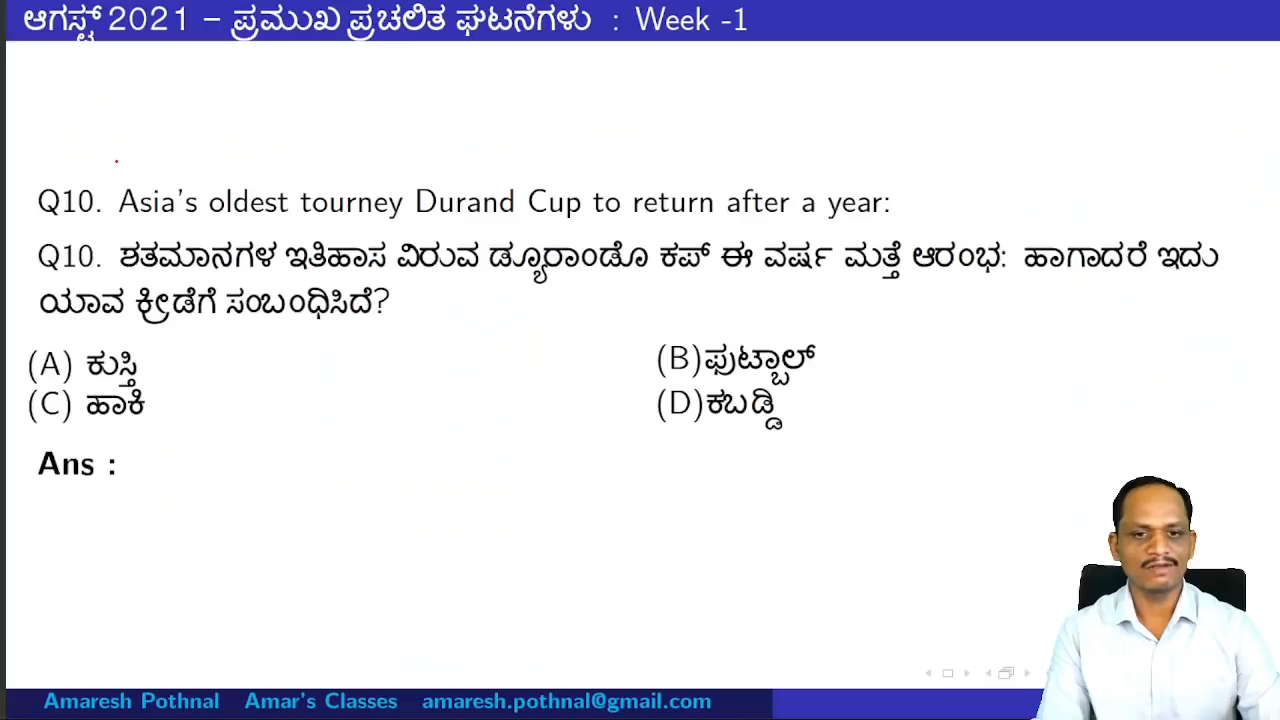 ಆಗಸ್ಟ್ 2021 – ಪ್ರಮುಖ ಪ್ರಚಲಿತ ಘಟನೆಗಳು : Week -1
Q10. Asia's oldest tourney Durand Cup to return after a year:
Q10. ಶತಮಾನಗಳ ಇತಿಹಾಸ ವಿರುವ ಡ್ಯೂರಾಂಡೊ ಕಪ್ ಈ ವರ್ಷ ಮತ್ತೆ ಆರಂಭ: ಹಾಗಾದರೆ ಇದು
ಯಾವ ಕ್ರೀಡೆಗೆ ಸಂಬಂಧಿಸಿದೆ?
(A) ಕುಸ್ತಿ (B)ಫುಟ್ಬಾಲ್
(C) ಹಾಕಿ (D)ಕಬಡ್ಡಿ
Ans :
Amaresh Pothnal Amar's Classes amaresh.pothnal@gmail.com